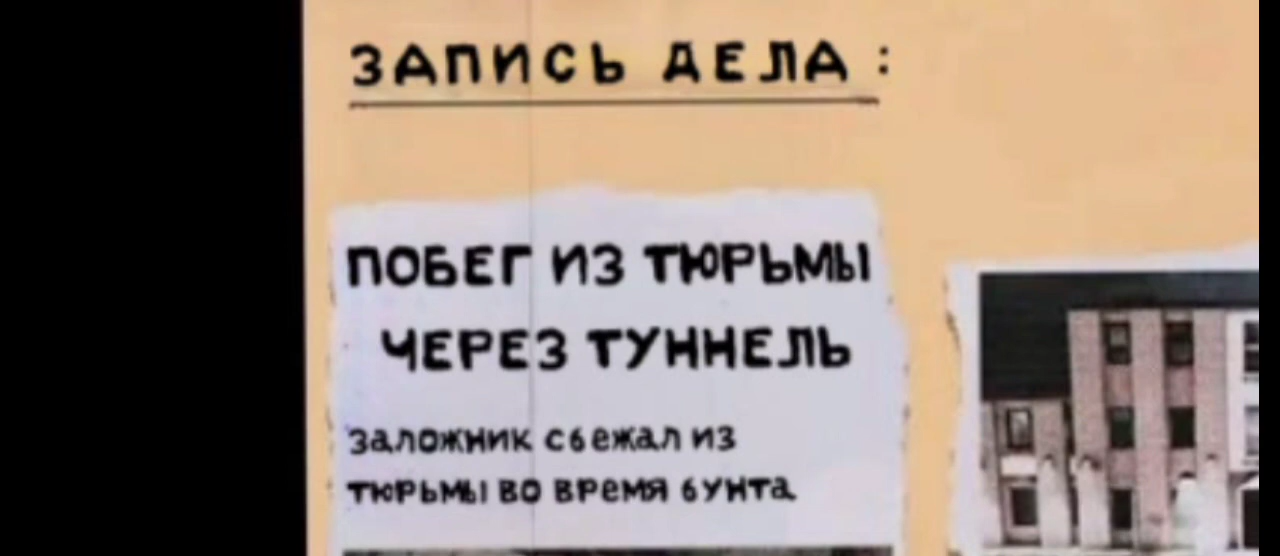 ЗАПИСЬ ДЕЛА :
ПОБЕГ ИЗ ТЮРЬМЫ
ЧЕРЕЗ ТУННЕЛЬ
заложник сбежал из
тюрьмы во время бунта